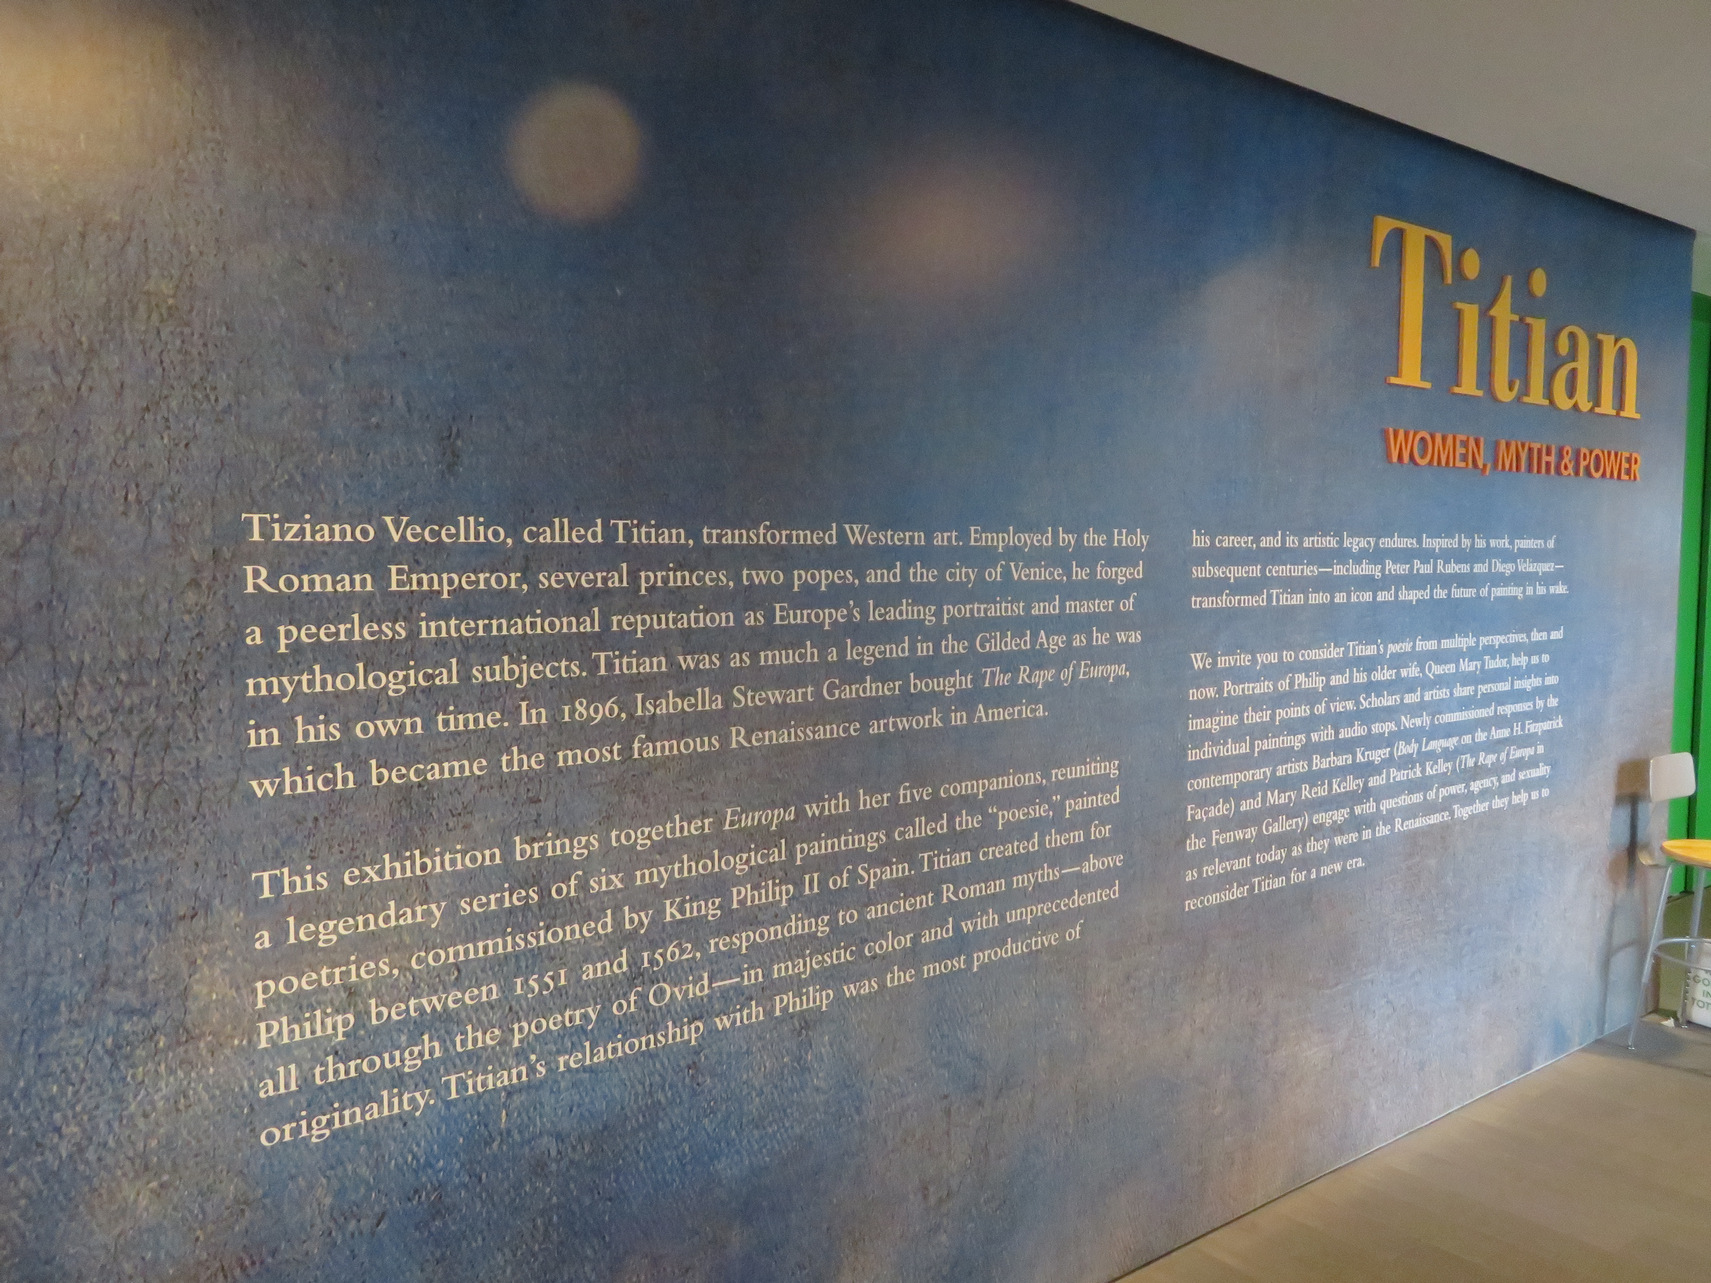 Titian
WOMEN, MYTH & POWER
Tiziano Vecellio, called Titian, transformed Western art. Employed by the Holy
Roman Emperor, several princes, two popes, and the city of Venice, he forged
a peerless international reputation as Europe’s leading portraitist and master of
mythological subjects. Titian was as much a legend in the Gilded Age as he was
in his own time. In 1896, Isabella Stewart Gardner bought The Rape of Europa,
which became the most famous Renaissance artwork in America.
This exhibition brings together Europa with her five companions, reuniting
a legendary series of six mythological paintings called the “poesie,” painted
poetries, commissioned by King Philip II of Spain. Titian created them for
Philip between 1551 and 1562, responding to ancient Roman myths—above
all through the poetry of Ovid—in majestic color and with unprecedented
originality. Titian’s relationship with Philip was the most productive of
his career, and its artistic legacy endures. Inspired by his work, painters of
subsequent centuries—including Peter Paul Rubens and Diego Velázquez—
transformed Titian into an icon and shaped the future of painting in his wake.
We invite you to consider Titian’s poesie from multiple perspectives, then and
now. Portraits of Philip and his older wife, Queen Mary Tudor, help us to
imagine their points of view. Scholars and artists share personal insights into
individual paintings with audio stops. Newly commissioned responses by the
contemporary artists Barbara Kruger (Body Language on the Anne H. Fitzpatrick
Façade) and Mary Reid Kelley and Patrick Kelley (The Rape of Europa in
the Fenway Gallery) engage with questions of power, agency, and sexuality
as relevant today as they were in the Renaissance. Together they help us to
reconsider Titian for a new era.